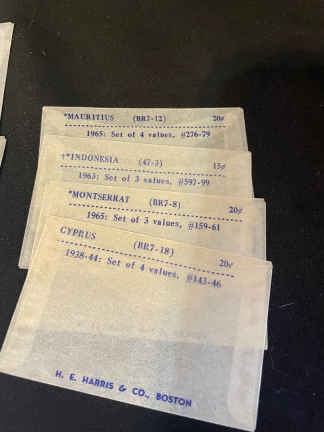 *MAURITIUS (BR7-12) 20¢
1965: Set of 4 values, #276-79
†*INDONESIA (47-3) 15¢
1963: Set of 3 values, #597-99
*MONTSERRAT (BR7-8) 20¢
1965: Set of 3 values, #159-61
CYPRUS (BR7-18) 20¢
1938-44: Set of 4 values, #143-46
H. E. HARRIS & CO., BOSTON